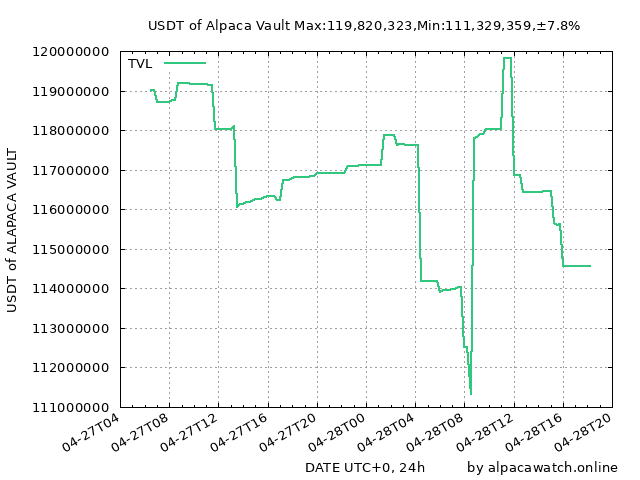 USDT of Alpaca Vault Max:119,820,323,Min:111,329,359,±7.8%
TVL
120000000
119000000
118000000
117000000
116000000
115000000
114000000
113000000
112000000
111000000
USDT of ALAPACA VAULT
04-27T04
04-27T08
04-27T12
04-27T16
04-27T20
04-28T00
04-28T04
04-28T08
04-28T12
04-28T16
04-28T20
DATE UTC+0, 24h
by alpacawatch.online